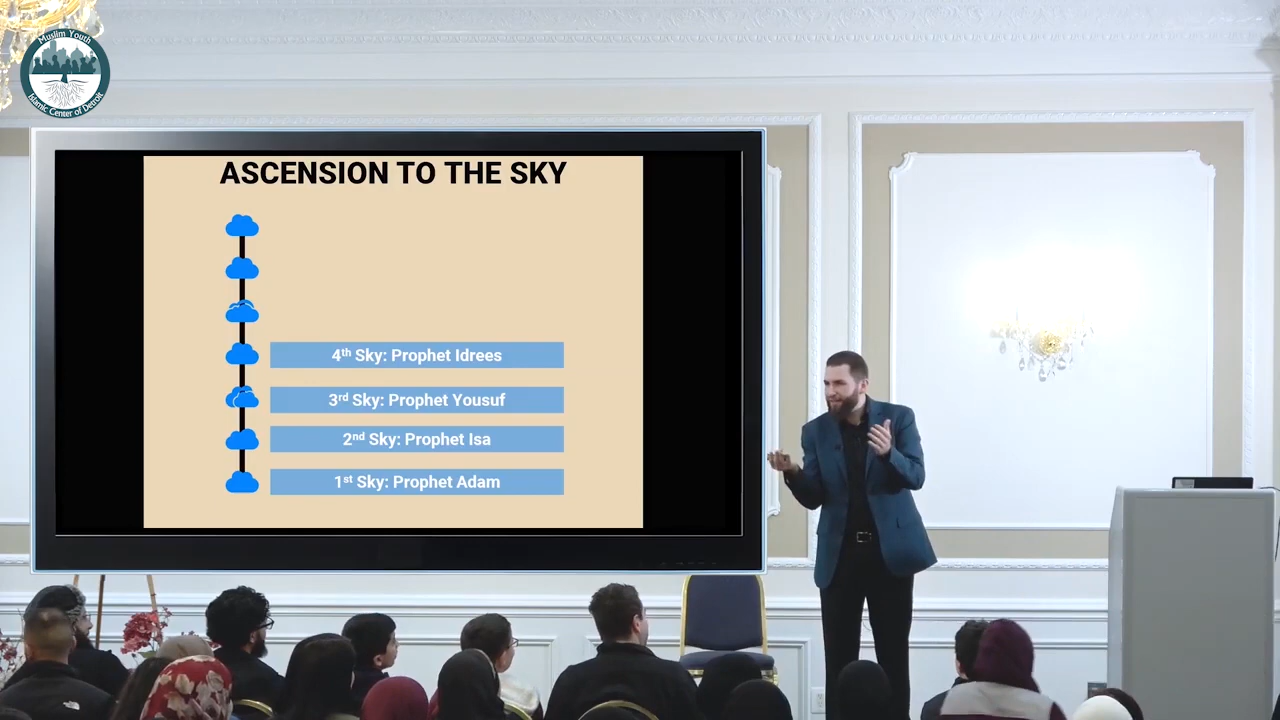 Muslim Youth
Islamic Center of Detroit
ASCENSION TO THE SKY
4th Sky: Prophet Idrees
3rd Sky: Prophet Yousuf
2nd Sky: Prophet Isa
1st Sky: Prophet Adam